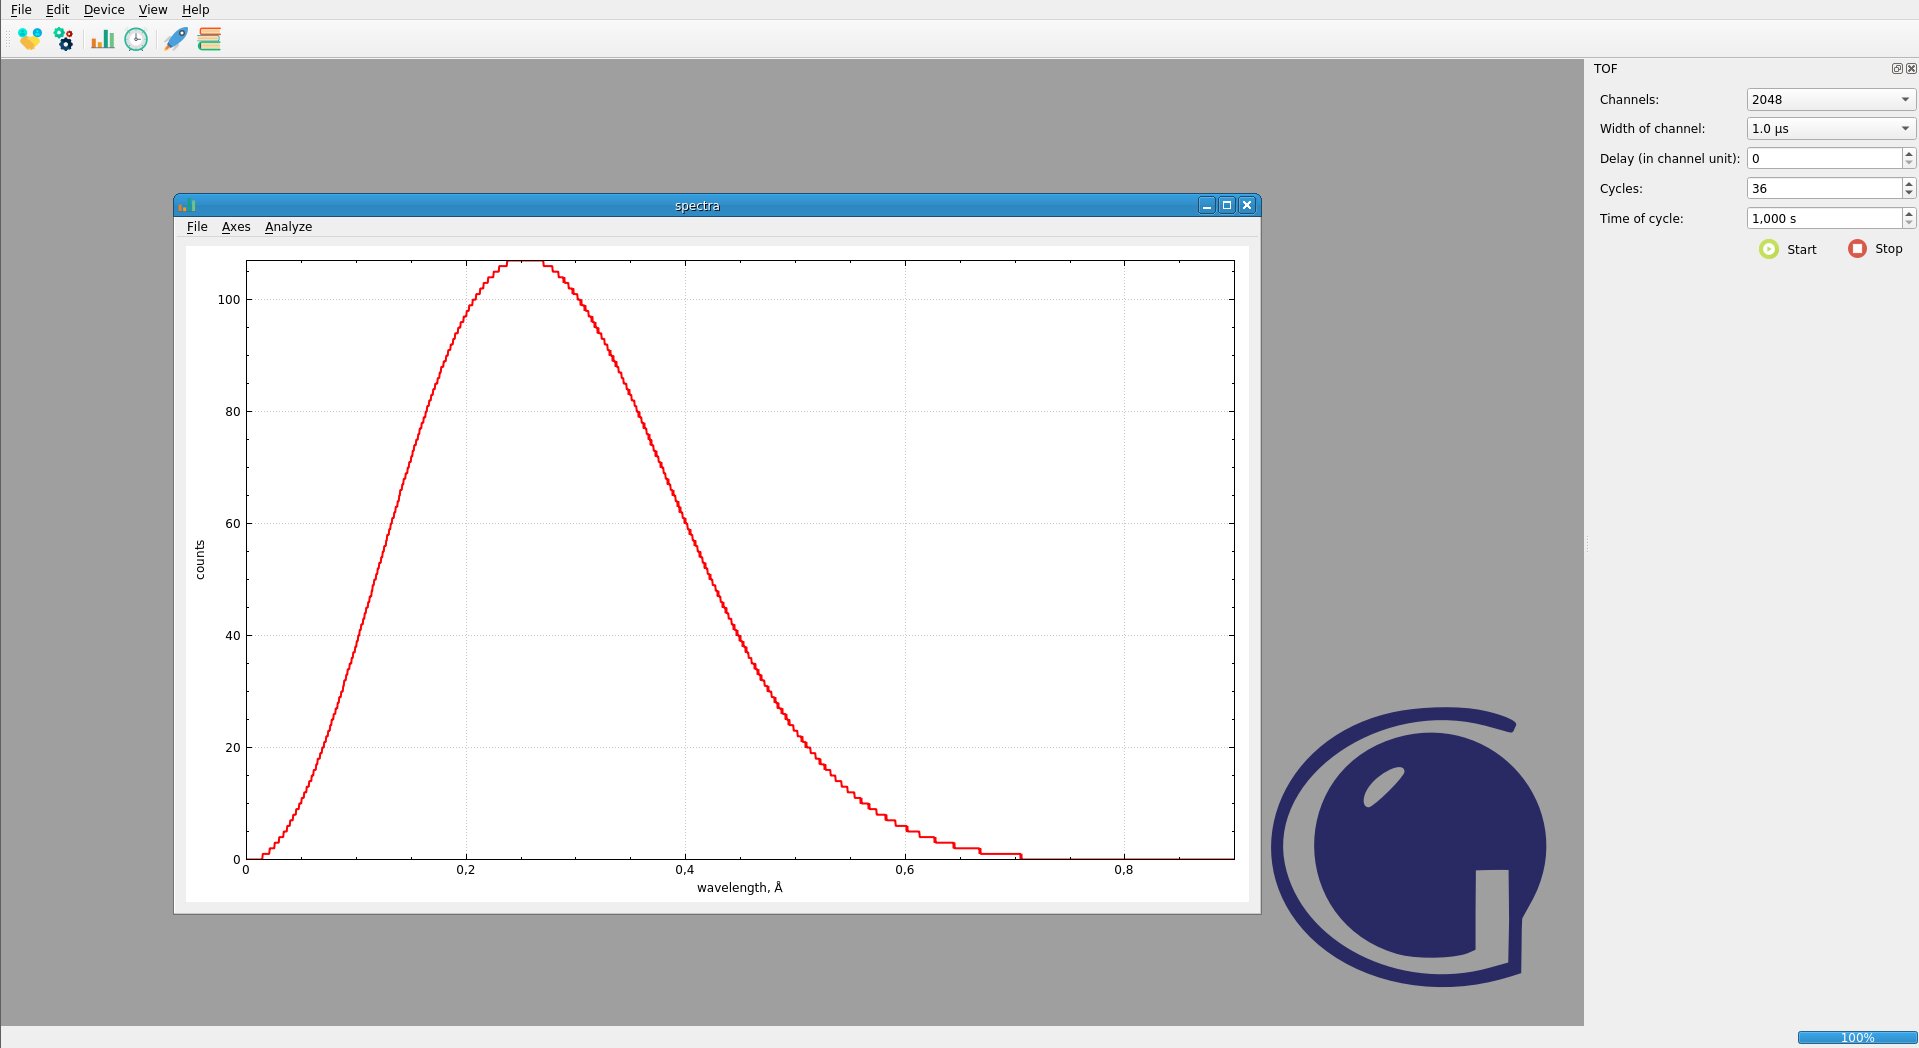 File Edit Device View Help
TOF
Channels: 2048
Width of channel: 1.0 µs
Delay (in channel unit): 0
Cycles: 36
Time of cycle: 1,000 s
Start Stop
spectra
File Axes Analyze
100
80
60
40
20
0
counts
0 0,2 0,4 0,6 0,8
wavelength, Å
100%